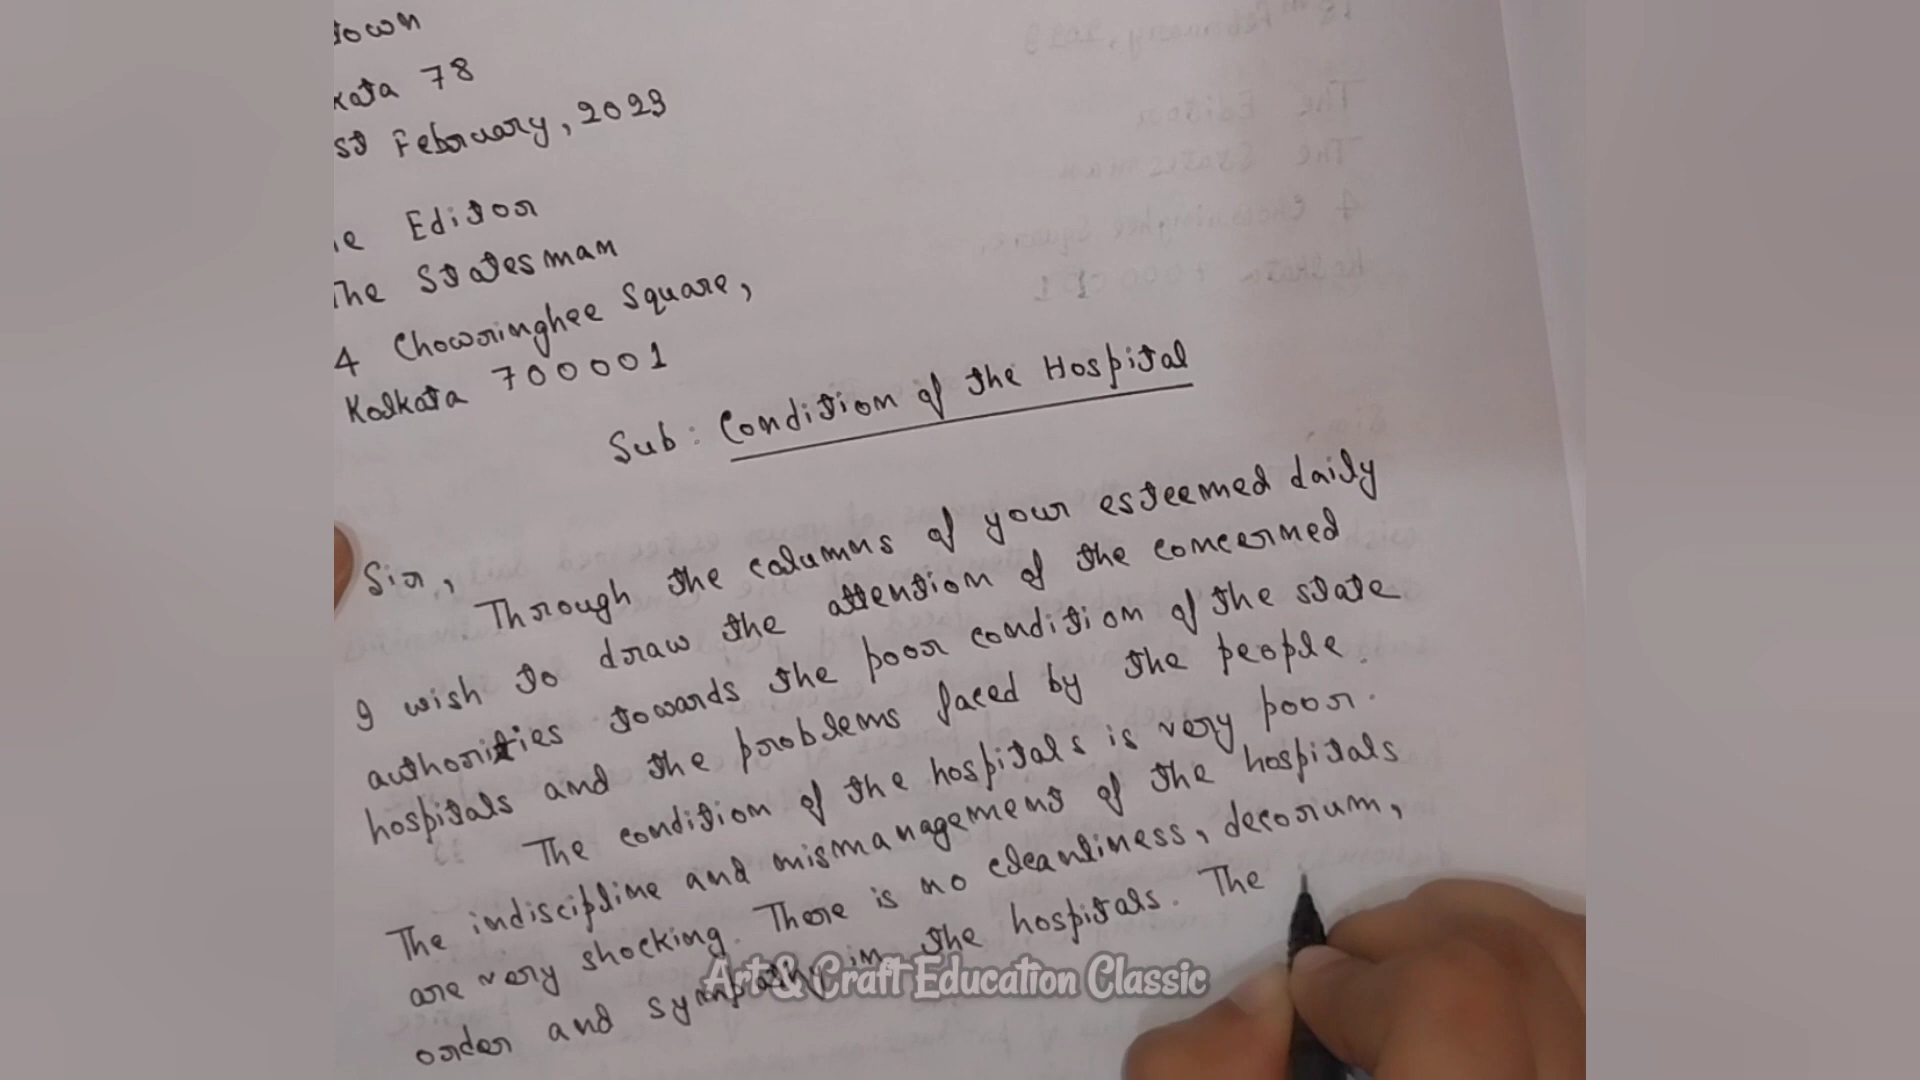 town
kata 78
st February, 2023
e Editor
The Statesman
4 Chowringhee Square,
Kolkata 700001
Sub: Condition of the Hospital
Sir,
Through the columns of your esteemed daily
I wish to draw the attention of the concerned
authorities towards the poor condition of the state
hospitals and the problems faced by the people.
The condition of the hospitals is very poor.
The indiscipline and mismanagement of the hospitals
are very shocking. There is no cleanliness, decorum,
order and sympathy in the hospitals. The
Art & Craft Education Classic